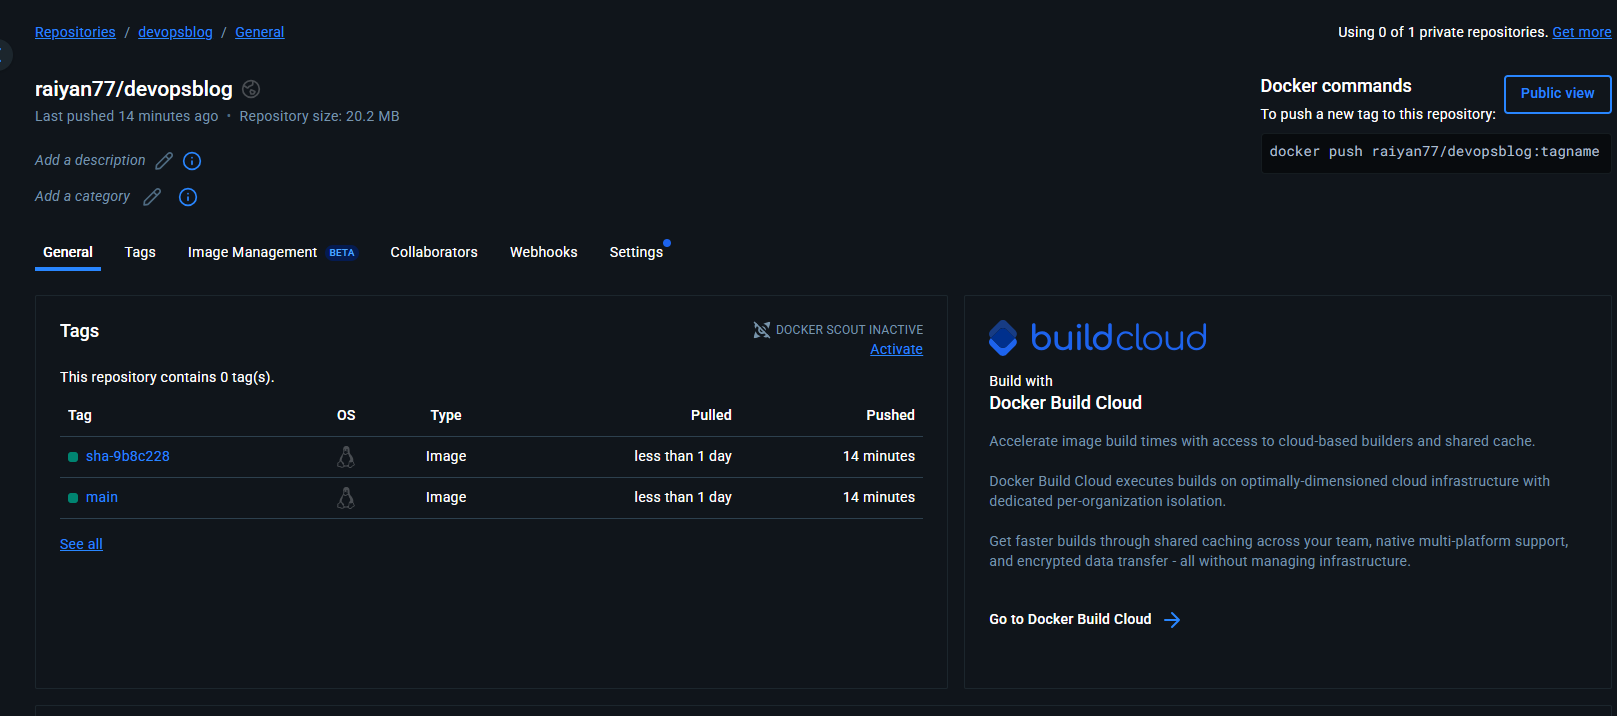 Repositories / devopsblog / General
Using 0 of 1 private repositories. Get more
raiyan77/devopsblog
Last pushed 14 minutes ago • Repository size: 20.2 MB
Add a description
Add a category
Docker commands
Public view
To push a new tag to this repository:
docker push raiyan77/devopsblog:tagname
General Tags Image Management BETA Collaborators Webhooks Settings
Tags
DOCKER SCOUT INACTIVE
Activate
This repository contains 0 tag(s).
Tag OS Type Pulled Pushed
sha-9b8c228 Image less than 1 day 14 minutes
main Image less than 1 day 14 minutes
See all
buildcloud
Build with
Docker Build Cloud
Accelerate image build times with access to cloud-based builders and shared cache.
Docker Build Cloud executes builds on optimally-dimensioned cloud infrastructure with
dedicated per-organization isolation.
Get faster builds through shared caching across your team, native multi-platform support,
and encrypted data transfer - all without managing infrastructure.
Go to Docker Build Cloud